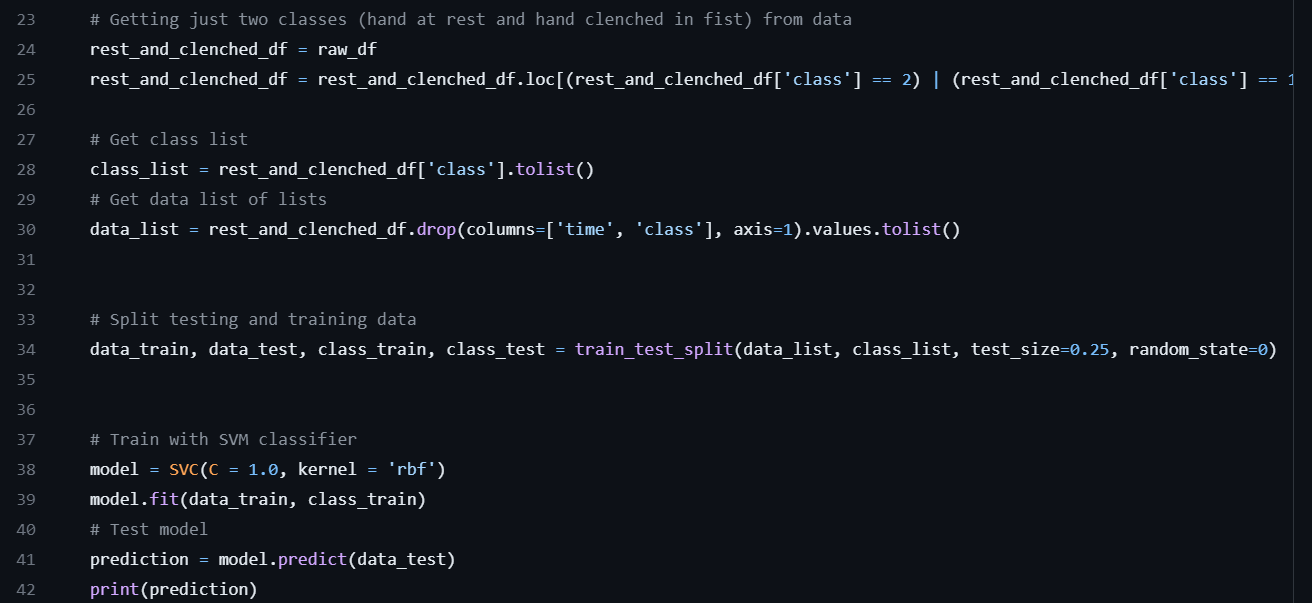 23 # Getting just two classes (hand at rest and hand clenched in fist) from data
24 rest_and_clenched_df = raw_df
25 rest_and_clenched_df = rest_and_clenched_df.loc[(rest_and_clenched_df['class'] == 2) | (rest_and_clenched_df['class'] == 1
26
27 # Get class list
28 class_list = rest_and_clenched_df['class'].tolist()
29 # Get data list of lists
30 data_list = rest_and_clenched_df.drop(columns=['time', 'class'], axis=1).values.tolist()
31
32
33 # Split testing and training data
34 data_train, data_test, class_train, class_test = train_test_split(data_list, class_list, test_size=0.25, random_state=0)
35
36
37 # Train with SVM classifier
38 model = SVC(C = 1.0, kernel = 'rbf')
39 model.fit(data_train, class_train)
40 # Test model
41 prediction = model.predict(data_test)
42 print(prediction)